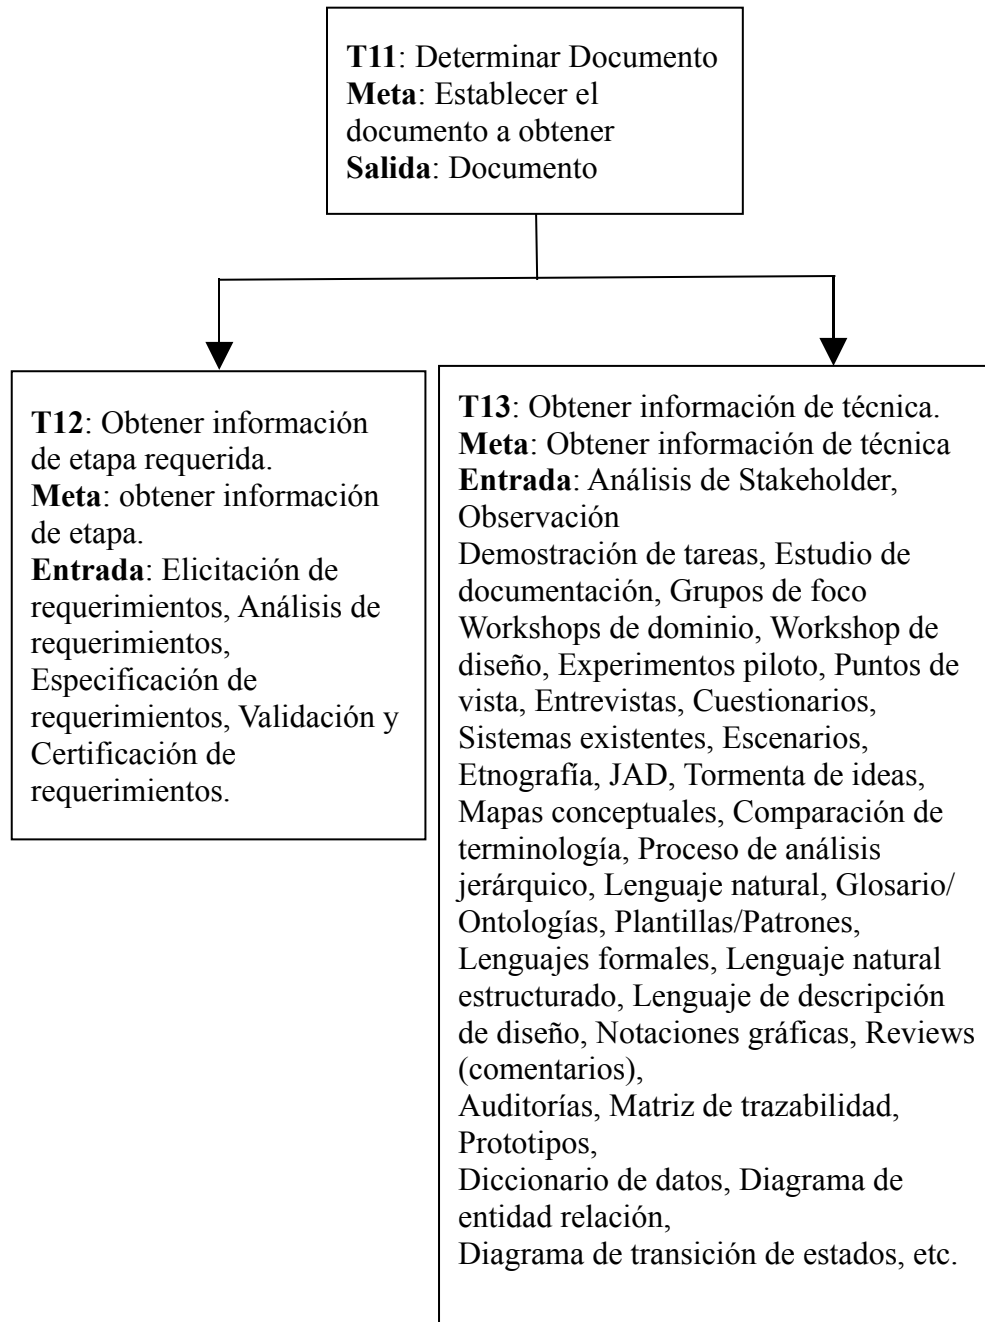 T11: Determinar Documento
Meta: Establecer el
documento a obtener
Salida: Documento
T12: Obtener información
de etapa requerida.
Meta: obtener información
de etapa.
Entrada: Elicitación de
requerimientos, Análisis de
requerimientos,
Especificación de
requerimientos, Validación y
Certificación de
requerimientos.
T13: Obtener información de técnica.
Meta: Obtener información de técnica
Entrada: Análisis de Stakeholder,
Observación
Demostración de tareas, Estudio de
documentación, Grupos de foco
Workshops de dominio, Workshop de
diseño, Experimentos piloto, Puntos de
vista, Entrevistas, Cuestionarios,
Sistemas existentes, Escenarios,
Etnografía, JAD, Tormenta de ideas,
Mapas conceptuales, Comparación de
terminología, Proceso de análisis
jerárquico, Lenguaje natural, Glosario/
Ontologías, Plantillas/Patrones,
Lenguajes formales, Lenguaje natural
estructurado, Lenguaje de descripción
de diseño, Notaciones gráficas, Reviews
(comentarios),
Auditorías, Matriz de trazabilidad,
Prototipos,
Diccionario de datos, Diagrama de
entidad relación,
Diagrama de transición de estados, etc.